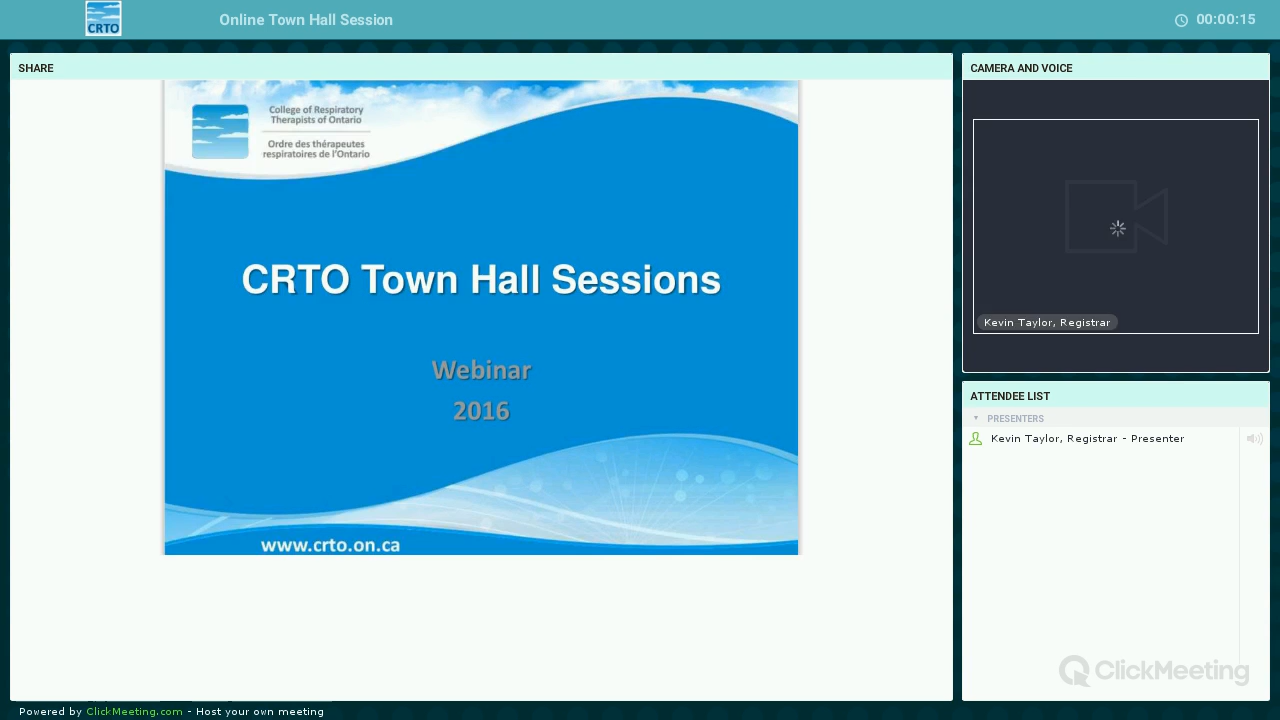 CRTO
Online Town Hall Session
00:00:15
SHARE
College of Respiratory
Therapists of Ontario
Ordre des thérapeutes
respiratoires de l'Ontario
CRTO Town Hall Sessions
Webinar
2016
www.crto.on.ca
CAMERA AND VOICE
Kevin Taylor, Registrar
ATTENDEE LIST
PRESENTERS
Kevin Taylor, Registrar - Presenter
ClickMeeting
Powered by ClickMeeting.com - Host your own meeting